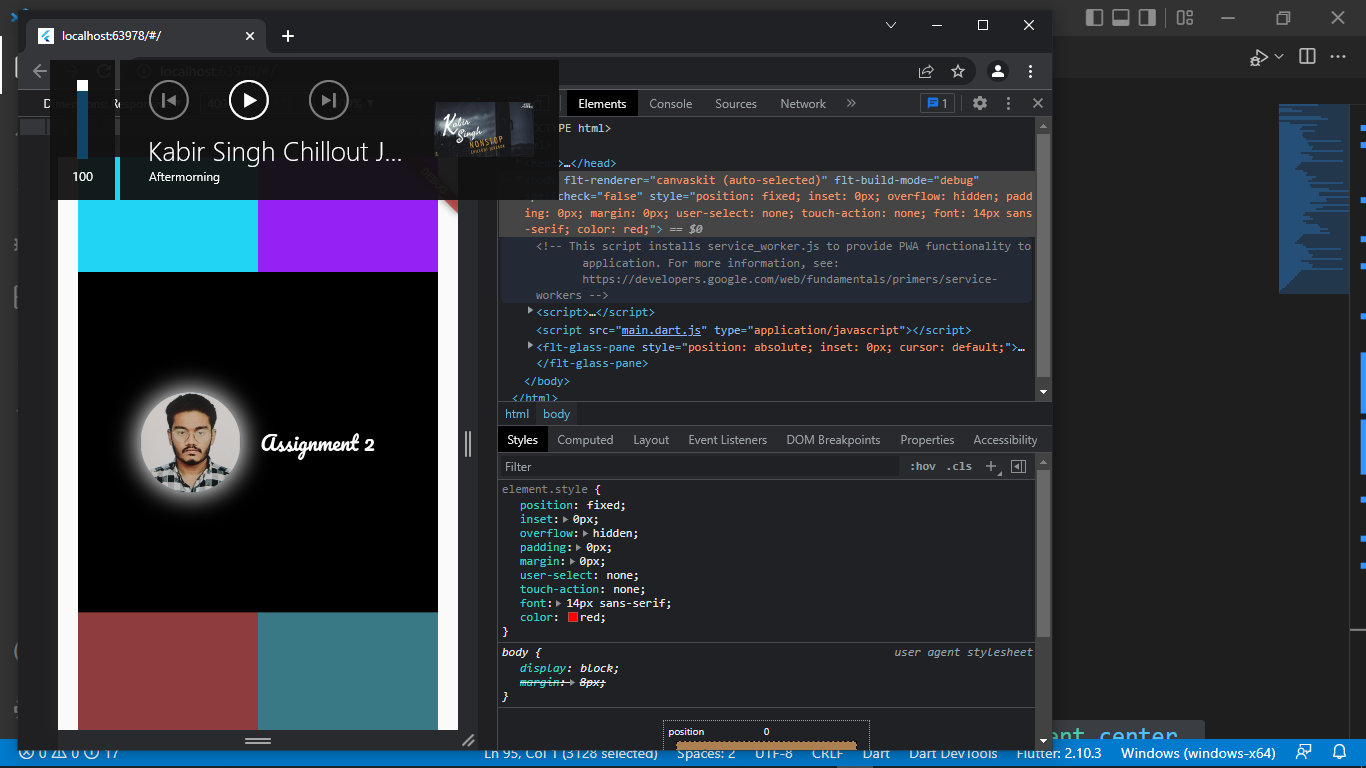 localhost:63978/#/
localhost:63978/#/
Kabir Singh Chillout J...
Aftermorning
100
Kabir
Singh
NONSTOP
Assignment 2
Elements
Console
Sources
Network
1
TYPE html>
…</head>
flt-renderer="canvaskit (auto-selected)" flt-build-mode="debug"
check="false" style="position: fixed; inset: 0px; overflow: hidden; padd
ing: 0px; margin: 0px; user-select: none; touch-action: none; font: 14px sans
-serif; color: red;"> == $0
<!-- This script installs service_worker.js to provide PWA functionality to
application. For more information, see:
https://developers.google.com/web/fundamentals/primers/service-
workers -->
<script>…</script>
<script src="main.dart.js" type="application/javascript"></script>
<flt-glass-pane style="position: absolute; inset: 0px; cursor: default;">…
</flt-glass-pane>
</body>
</html>
html body
Styles Computed Layout Event Listeners DOM Breakpoints Properties Accessibility
Filter :hov .cls
element.style {
position: fixed;
inset: 0px;
overflow: hidden;
padding: 0px;
margin: 0px;
user-select: none;
touch-action: none;
font: 14px sans-serif;
color: red;
}
body { user agent stylesheet
display: block;
margin: 8px;
}
position 0
center
0 0 17 Ln 95, Col 1 (3128 selected) Spaces: 2 UTF-8 CRLF Dart Dart DevTools Flutter: 2.10.3 Windows (windows-x64)